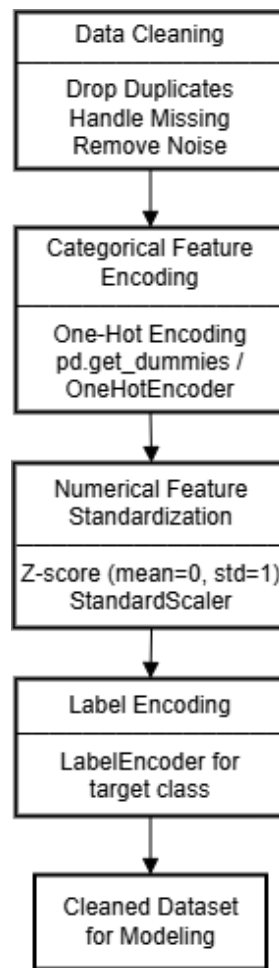 Data Cleaning
Drop Duplicates
Handle Missing
Remove Noise
Categorical Feature
Encoding
One-Hot Encoding
pd.get_dummies /
OneHotEncoder
Numerical Feature
Standardization
Z-score (mean=0, std=1)
StandardScaler
Label Encoding
LabelEncoder for
target class
Cleaned Dataset
for Modeling